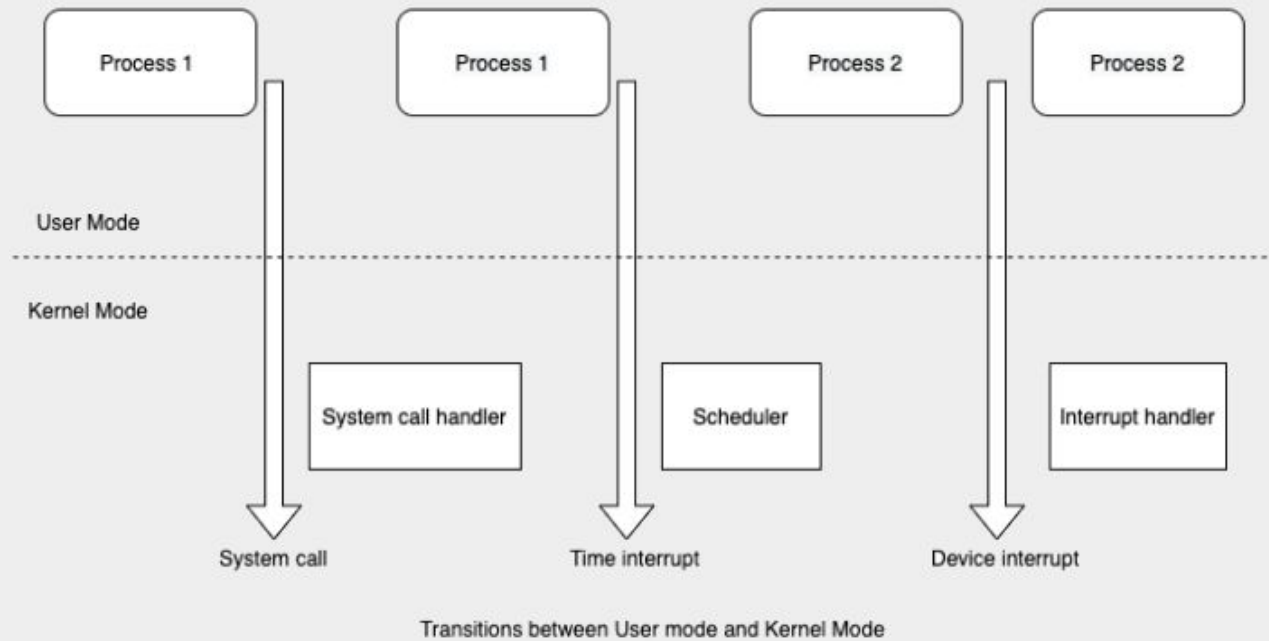 Process 1
Process 1
Process 2
Process 2
User Mode
Kernel Mode
System call handler
Scheduler
Interrupt handler
System call
Time interrupt
Device interrupt
Transitions between User mode and Kernel Mode